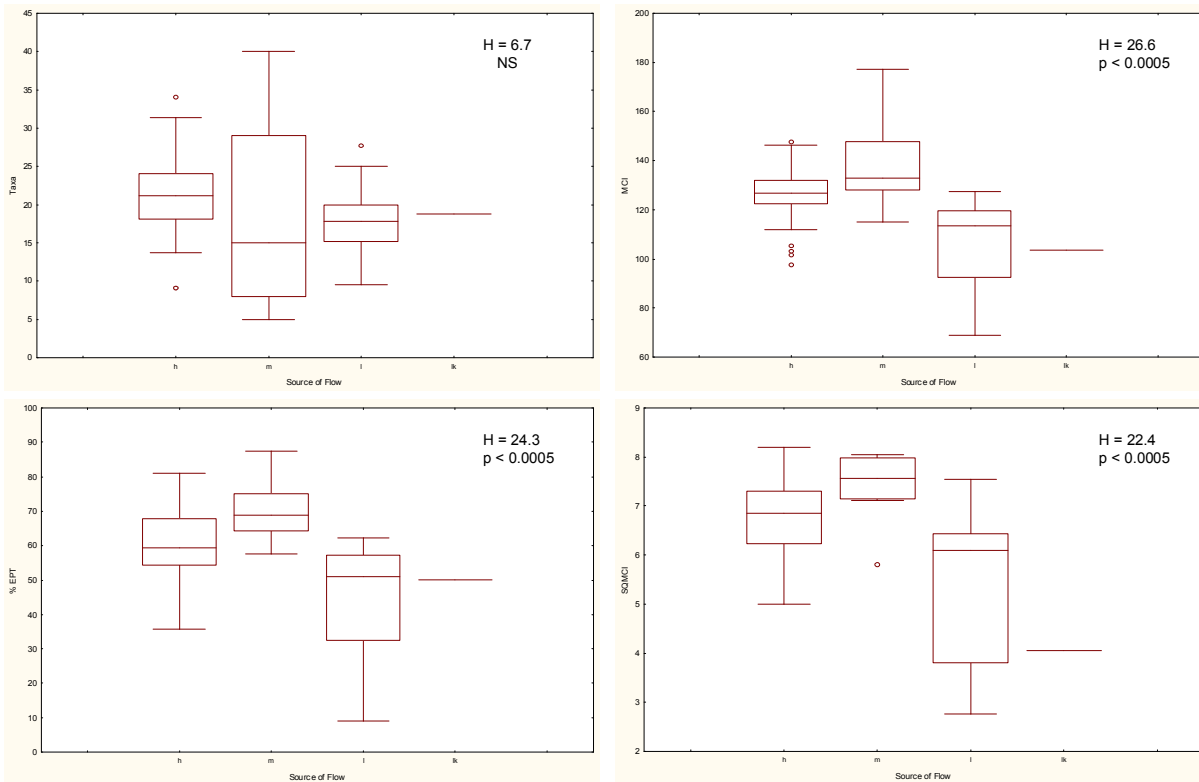 45
40
35
30
25
20
15
10
5
0
Taxa
H = 6.7
NS
h m l lk
Source of Flow
200
180
160
140
120
100
80
60
MCI
H = 26.6
p < 0.0005
h m l lk
Source of Flow
100
90
80
70
60
50
40
30
20
10
0
% EPT
H = 24.3
p < 0.0005
h m l lk
Source of Flow
9
8
7
6
5
4
3
2
SQMCI
H = 22.4
p < 0.0005
h m l lk
Source of Flow